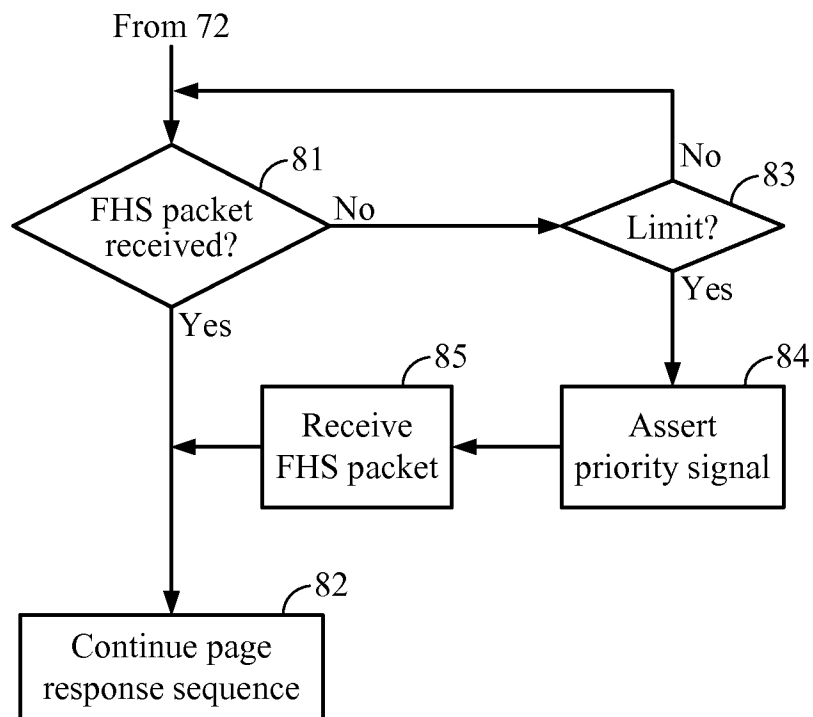 From 72
81
FHS packet
received?
No
No
83
Limit?
Yes
Yes
85
Receive
FHS packet
84
Assert
priority signal
82
Continue page
response sequence